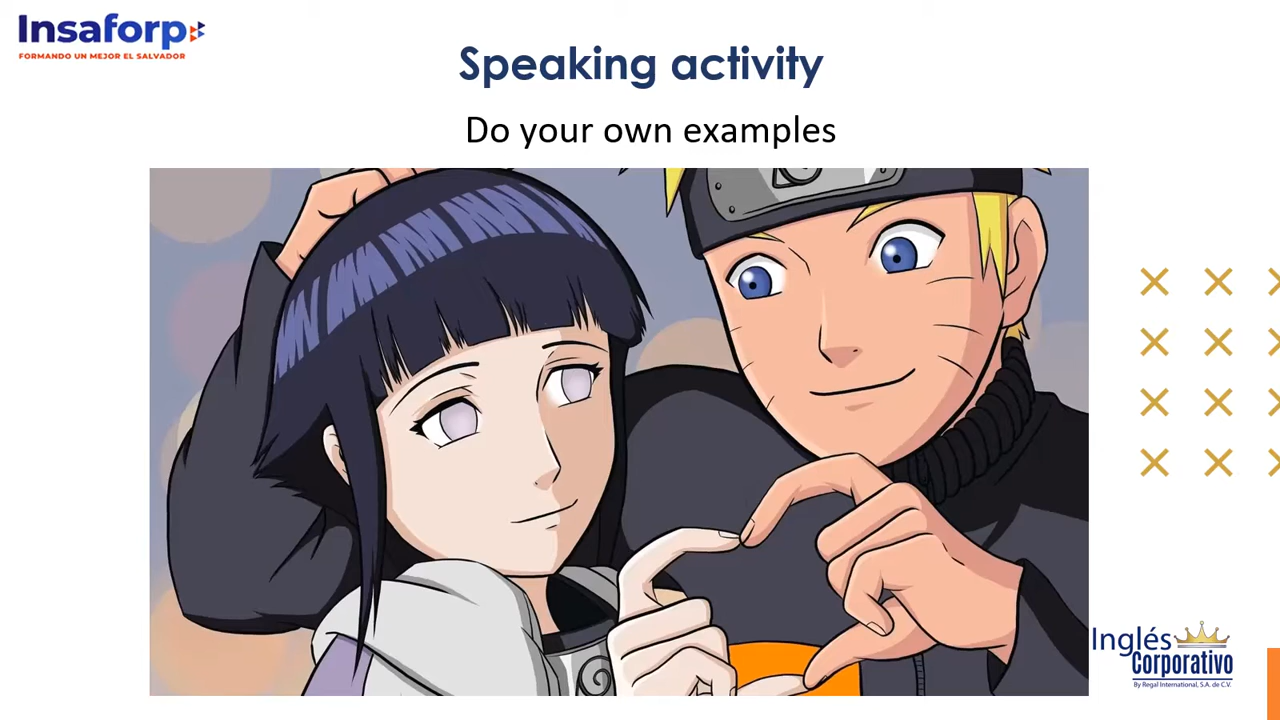 Insaforp
FORMANDO UN MEJOR EL SALVADOR
Speaking activity
Do your own examples
Inglés
Corporativo
By Regal International, S.A. de C.V.